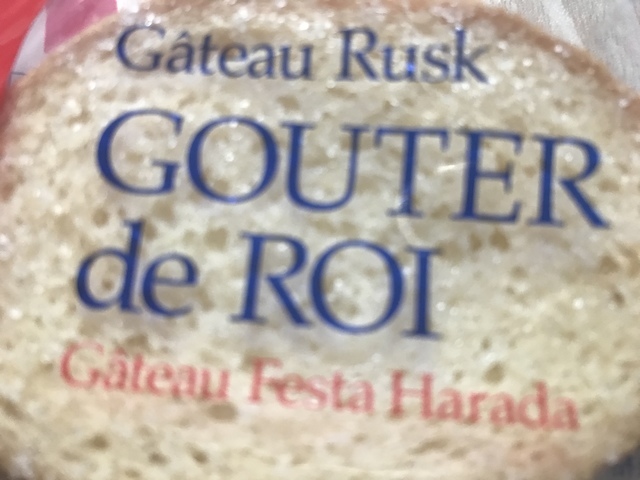 Gâteau Rusk
GOUTER
de ROI
Gâteau Festa Harada